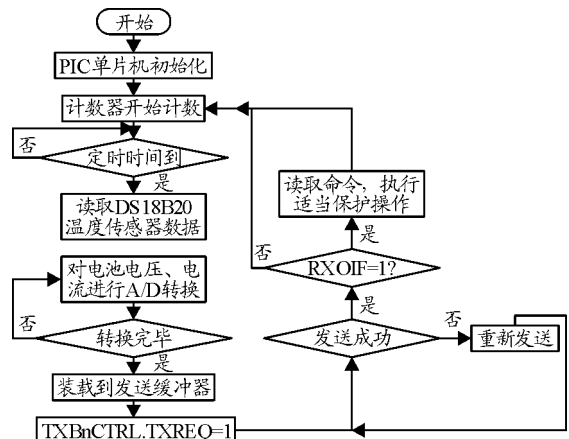 开始
PIC单片机初始化
计数器开始计数
否
定时时间到
是
读取DS18B20
温度传感器数据
对电池电压、电
流进行A/D转换
否
转换完毕
是
装载到发送缓冲器
TXBnCTRL.TXREQ=1
读取命令，执行
适当保护操作
是
否
RXOIF=1?
是
发送成功
否
重新发送